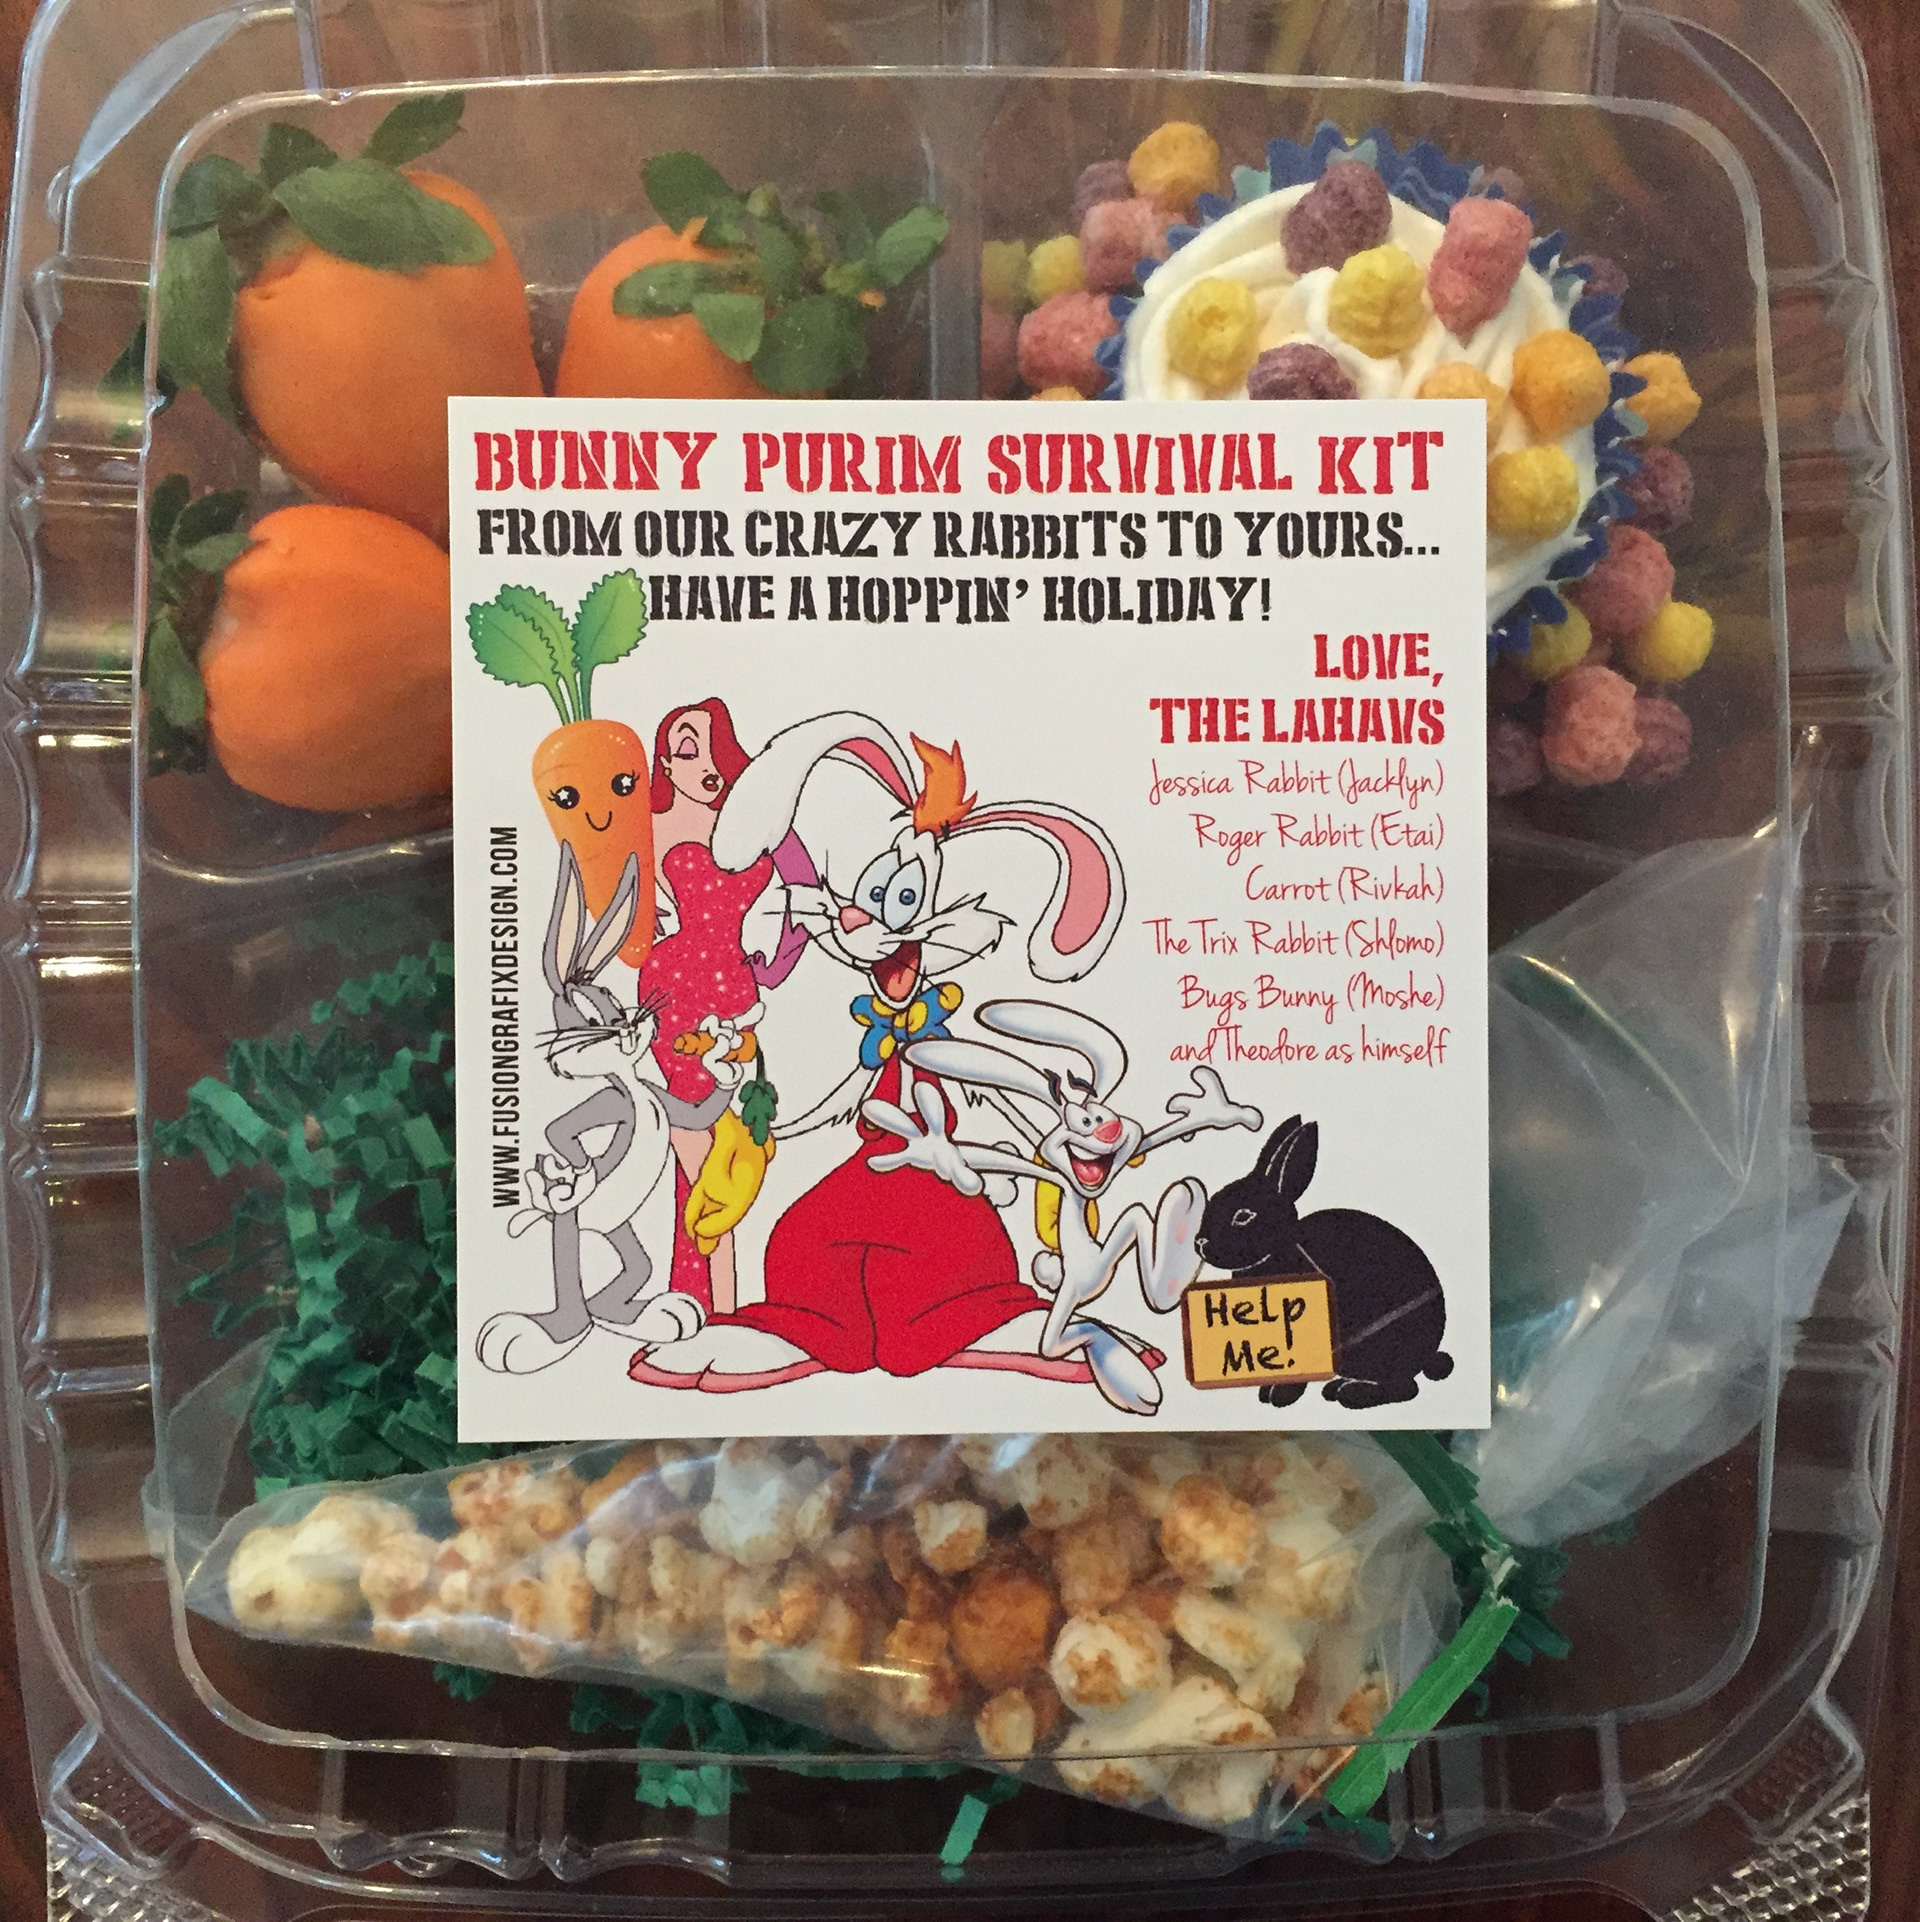 BUNNY PURIM SURVIVAL KIT
FROM OUR CRAZY RABBITS TO YOURS...
HAVE A HOPPIN' HOLIDAY!
LOVE,
THE LAHAVS
Jessica Rabbit (Jacklyn)
Roger Rabbit (Etai)
Carrot (Rivkah)
The Trix Rabbit (Shlomo)
Bugs Bunny (Moshe)
and Theodore as himself
WWW.FUSIONGRAFIXDESIGN.COM
HeLp
Me!